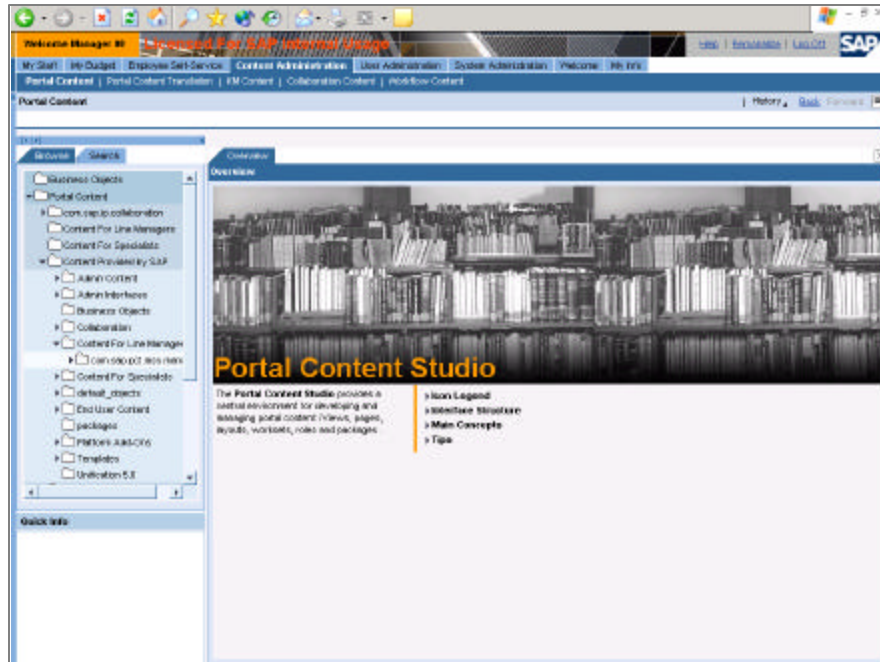 Welcome Manager 
Licensed For SAP Internal Usage
Help | Personalize | Log Off
SAP
My Staff My Budget Employee Self-Service Content Administration User Administration System Administration Welcome My Info
Portal Content | Portal Content Translation | KM Content | Collaboration Content | Workflow Content
Portal Content
| History Back Forward
Browse Search
Overview
Overview
Business Objects
Portal Content
com.sap.ip.collaboration
Content For Line Managers
Content For Specialists
Content Provided by SAP
Admin Content
Admin Interfaces
Business Objects
Collaboration
Content For Line Manager
com.sap.pct.mss
Content For Specialists
default_objects
End User Content
packages
Platform Add-Ons
Templates
Unification 5.0
Portal Content Studio
The Portal Content Studio provides a
central environment for developing and
managing portal content iViews, pages,
layouts, worksets, roles and packages
Icon Legend
Interface Structure
Main Concepts
Tips
Quick Info